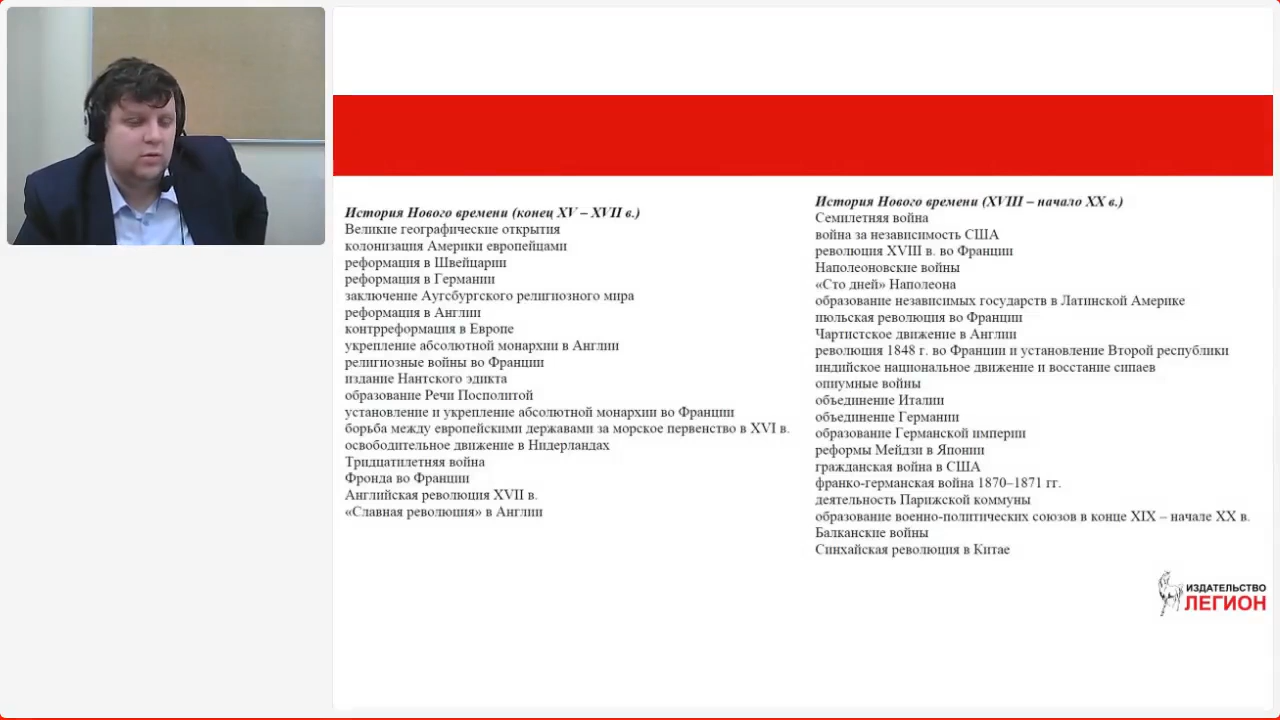 История Нового времени (конец XV – XVII в.)
Великие географические открытия
колонизация Америки европейцами
реформация в Швейцарии
реформация в Германии
заключение Аугсбургского религиозного мира
реформация в Англии
контрреформация в Европе
укрепление абсолютной монархии в Англии
религиозные войны во Франции
издание Нантского эдикта
образование Речи Посполитой
установление и укрепление абсолютной монархии во Франции
борьба между европейскими державами за морское первенство в XVI в.
освободительное движение в Нидерландах
Тридцатилетняя война
Фронда во Франции
Английская революция XVII в.
«Славная революция» в Англии
История Нового времени (XVIII – начало XX в.)
Семилетняя война
война за независимость США
революция XVIII в. во Франции
Наполеоновские войны
«Сто дней» Наполеона
образование независимых государств в Латинской Америке
июльская революция во Франции
Чартистское движение в Англии
революция 1848 г. во Франции и установление Второй республики
индийское национальное движение и восстание сипаев
опиумные войны
объединение Италии
объединение Германии
образование Германской империи
реформы Мейдзи в Японии
гражданская война в США
франко-германская война 1870–1871 гг.
деятельность Парижской коммуны
образование военно-политических союзов в конце XIX – начале XX в.
Балканские войны
Синхайская революция в Китае
ИЗДАТЕЛЬСТВО
ЛЕГИОН